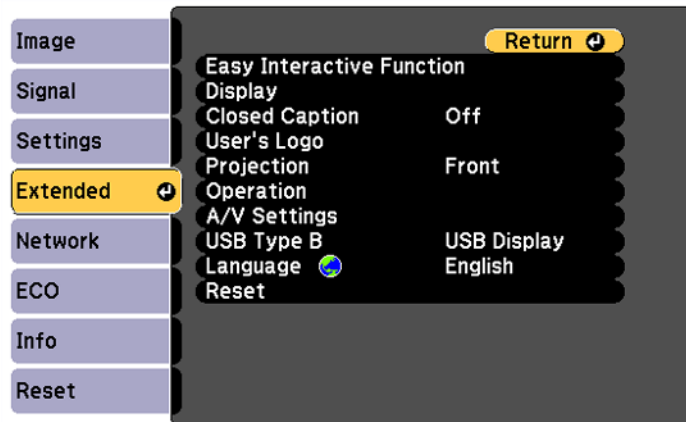 Image
Signal
Settings
Extended
Network
ECO
Info
Reset
Return
Easy Interactive Function
Display
Closed Caption Off
User's Logo
Projection Front
Operation
A/V Settings
USB Type B USB Display
Language English
Reset